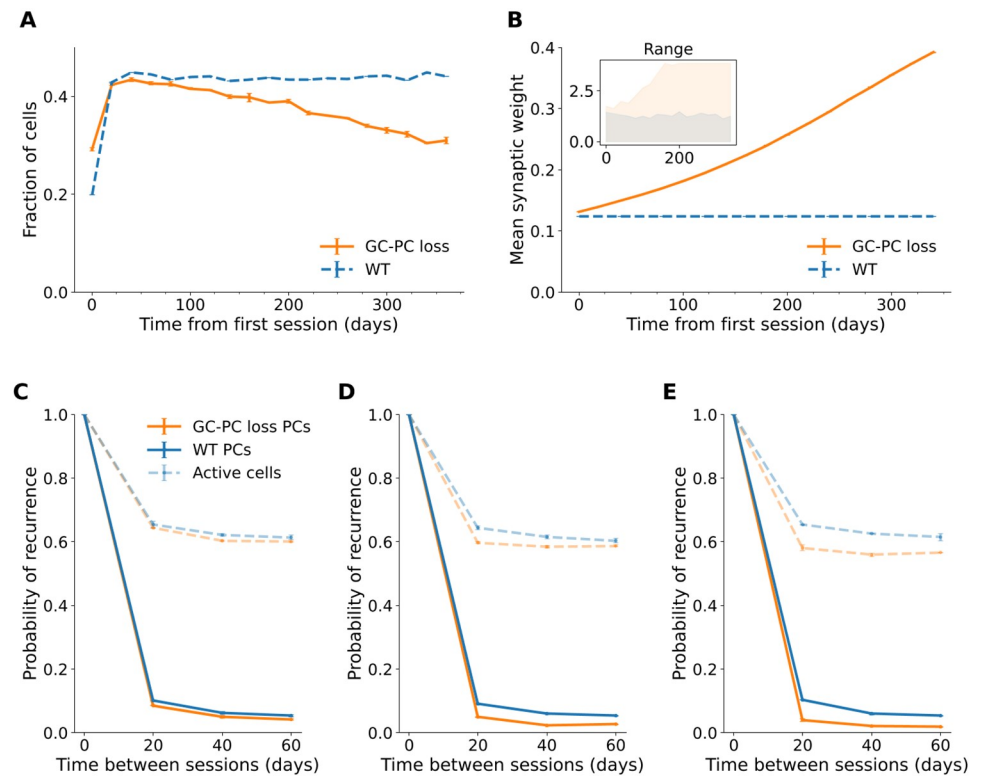 A
Fraction of cells
0.4
0.2
0.0
0
100
200
300
Time from first session (days)
GC-PC loss
WT
B
Mean synaptic weight
0.4
0.3
0.2
0.1
0.0
0
100
200
300
Time from first session (days)
Range
2.5
0.0
0
200
GC-PC loss
WT
C
Probability of recurrence
1.0
0.8
0.6
0.4
0.2
0.0
0
20
40
60
Time between sessions (days)
GC-PC loss PCs
WT PCs
Active cells
D
Probability of recurrence
1.0
0.8
0.6
0.4
0.2
0.0
0
20
40
60
Time between sessions (days)
E
Probability of recurrence
1.0
0.8
0.6
0.4
0.2
0.0
0
20
40
60
Time between sessions (days)